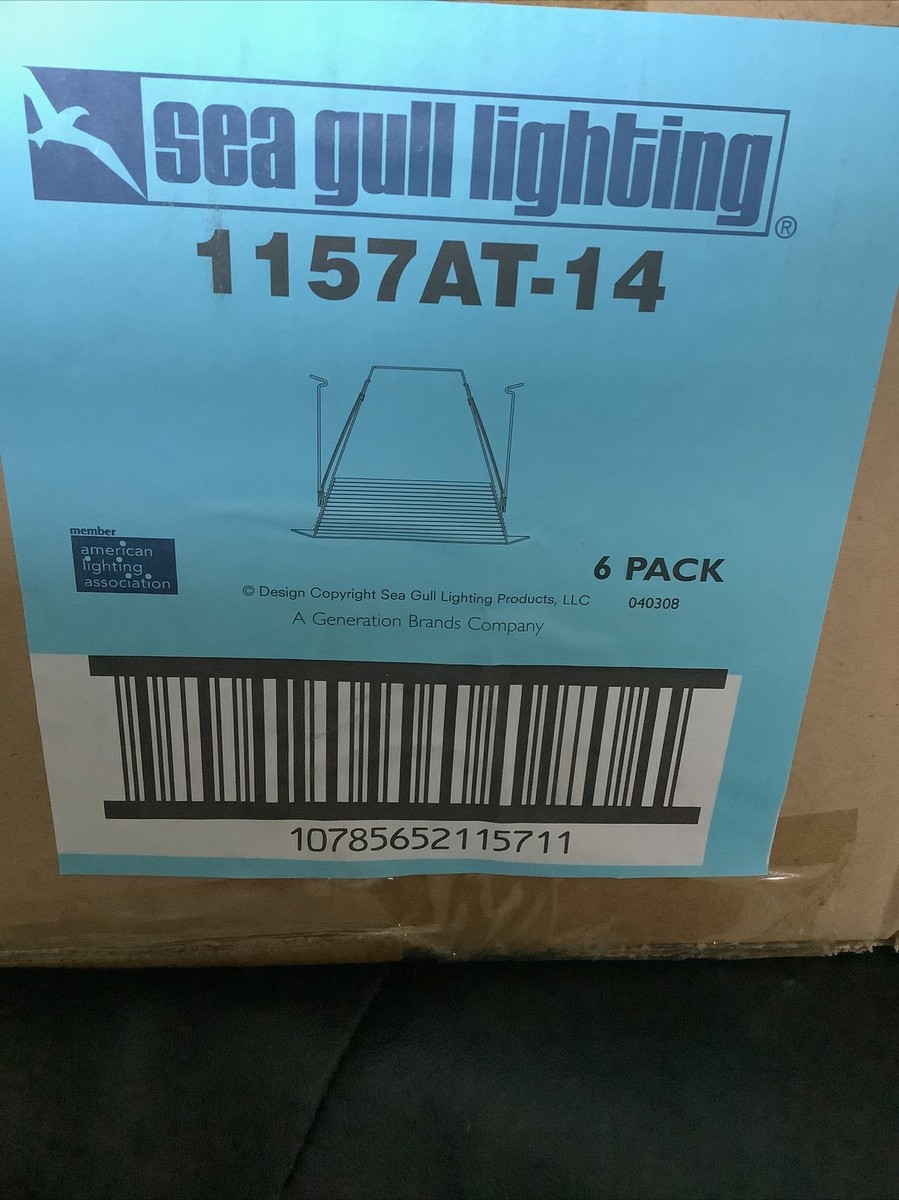 sea gull lighting®
1157AT-14
member
american
lighting
association
6 PACK
© Design Copyright Sea Gull Lighting Products, LLC
040308
A Generation Brands Company
10785652115711